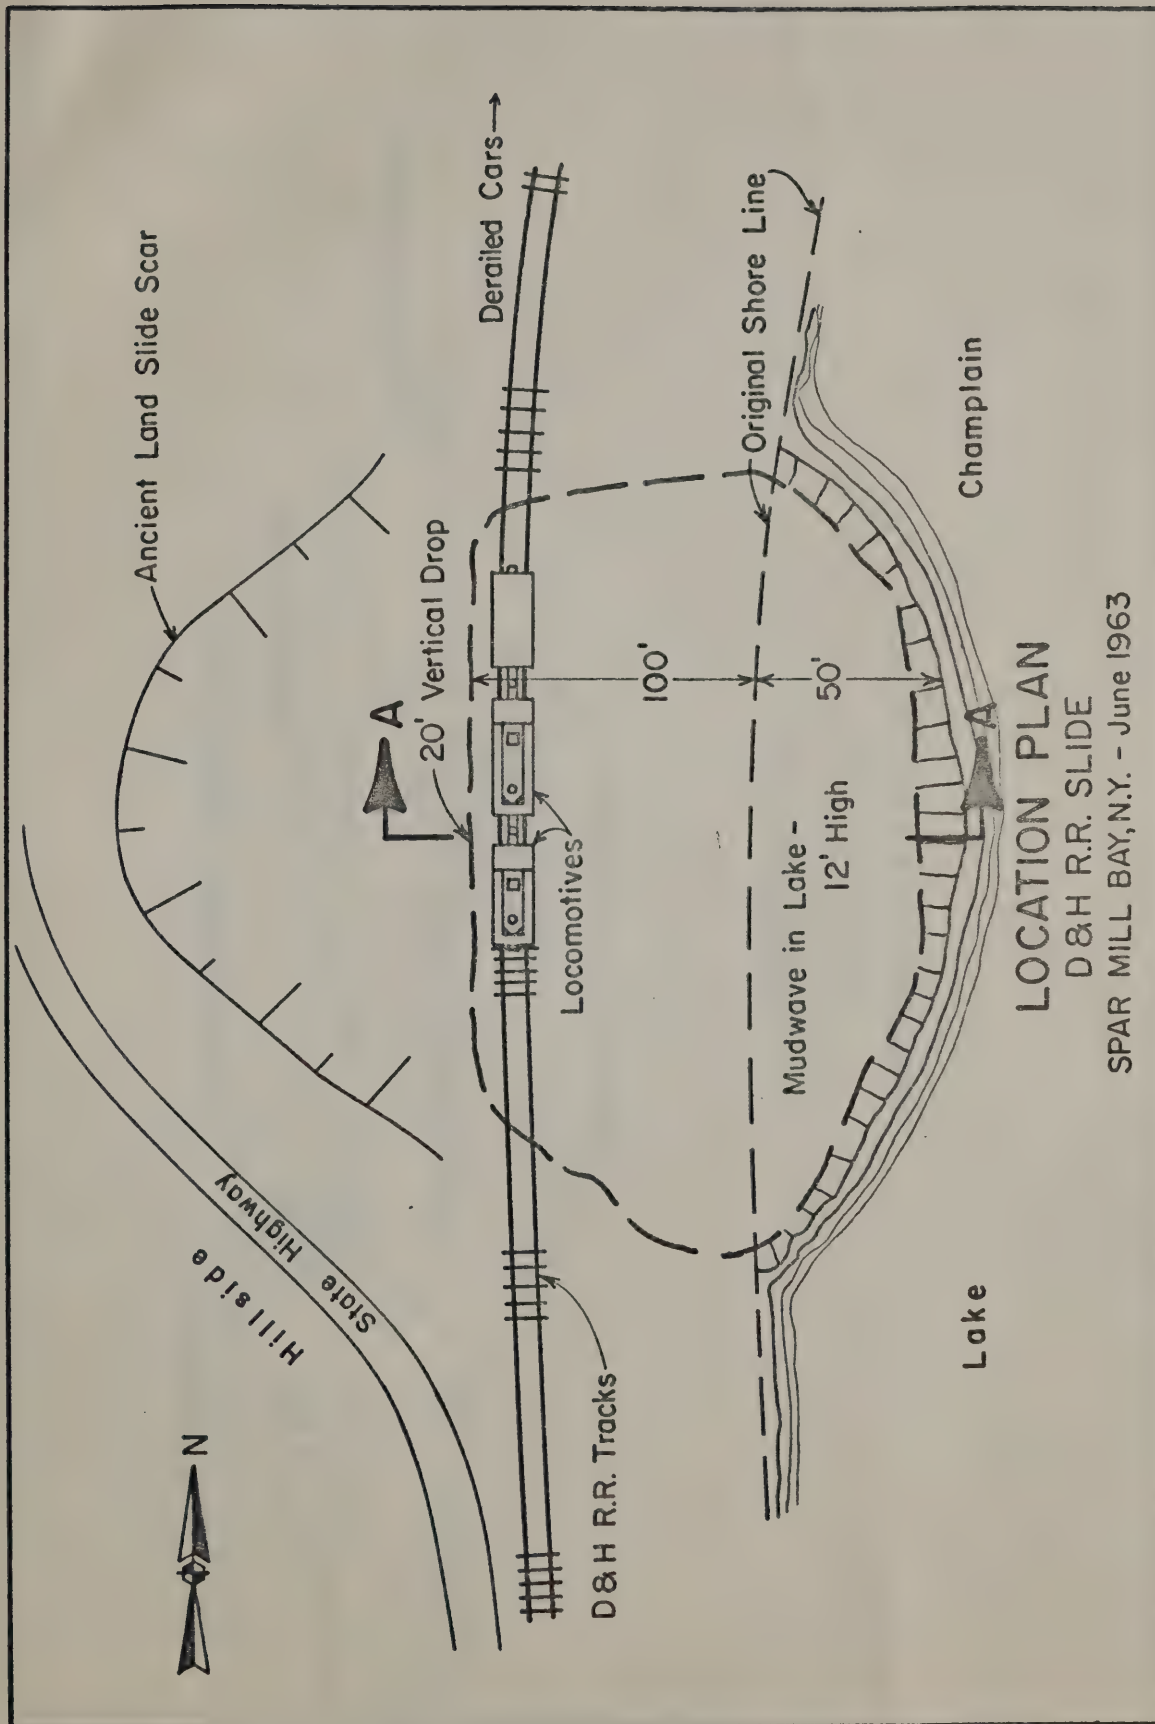 N
Hillside
State Highway
Ancient Land Slide Scar
A
20' Vertical Drop
Derailed Cars
Locomotives
D&H R.R. Tracks
100'
Original Shore Line
50'
Mudwave in Lake-
12' High
A
Lake
Champlain
LOCATION PLAN
D&H R.R. SLIDE
SPAR MILL BAY, N.Y. - June 1963